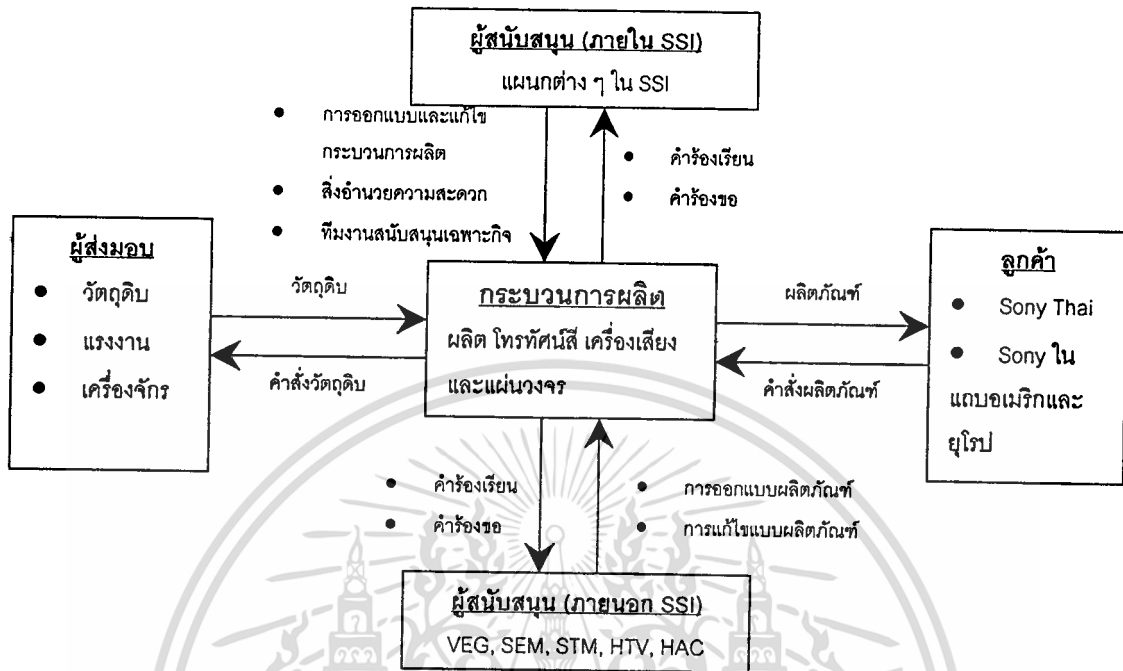 ผู้สนับสนุน (ภายใน SSI)
แผนกต่าง ๆ ใน SSI
● การออกแบบและแก้ไข
กระบวนการผลิต
● สิ่งอำนวยความสะดวก
● ทีมงานสนับสนุนเฉพาะกิจ
● คำร้องเรียน
● คำร้องขอ
ผู้ส่งมอบ
● วัตถุดิบ
● แรงงาน
● เครื่องจักร
วัตถุดิบ
คำสั่งวัตถุดิบ
กระบวนการผลิต
ผลิต โทรทัศน์สี เครื่องเสียง
และแผ่นวงจร
ผลิตภัณฑ์
คำสั่งผลิตภัณฑ์
ลูกค้า
● Sony Thai
● Sony ใน
แถบอเมริกและ
ยุโรป
● คำร้องเรียน
● คำร้องขอ
● การออกแบบผลิตภัณฑ์
● การแก้ไขแบบผลิตภัณฑ์
ผู้สนับสนุน (ภายนอก SSI)
VEG, SEM, STM, HTV, HAC